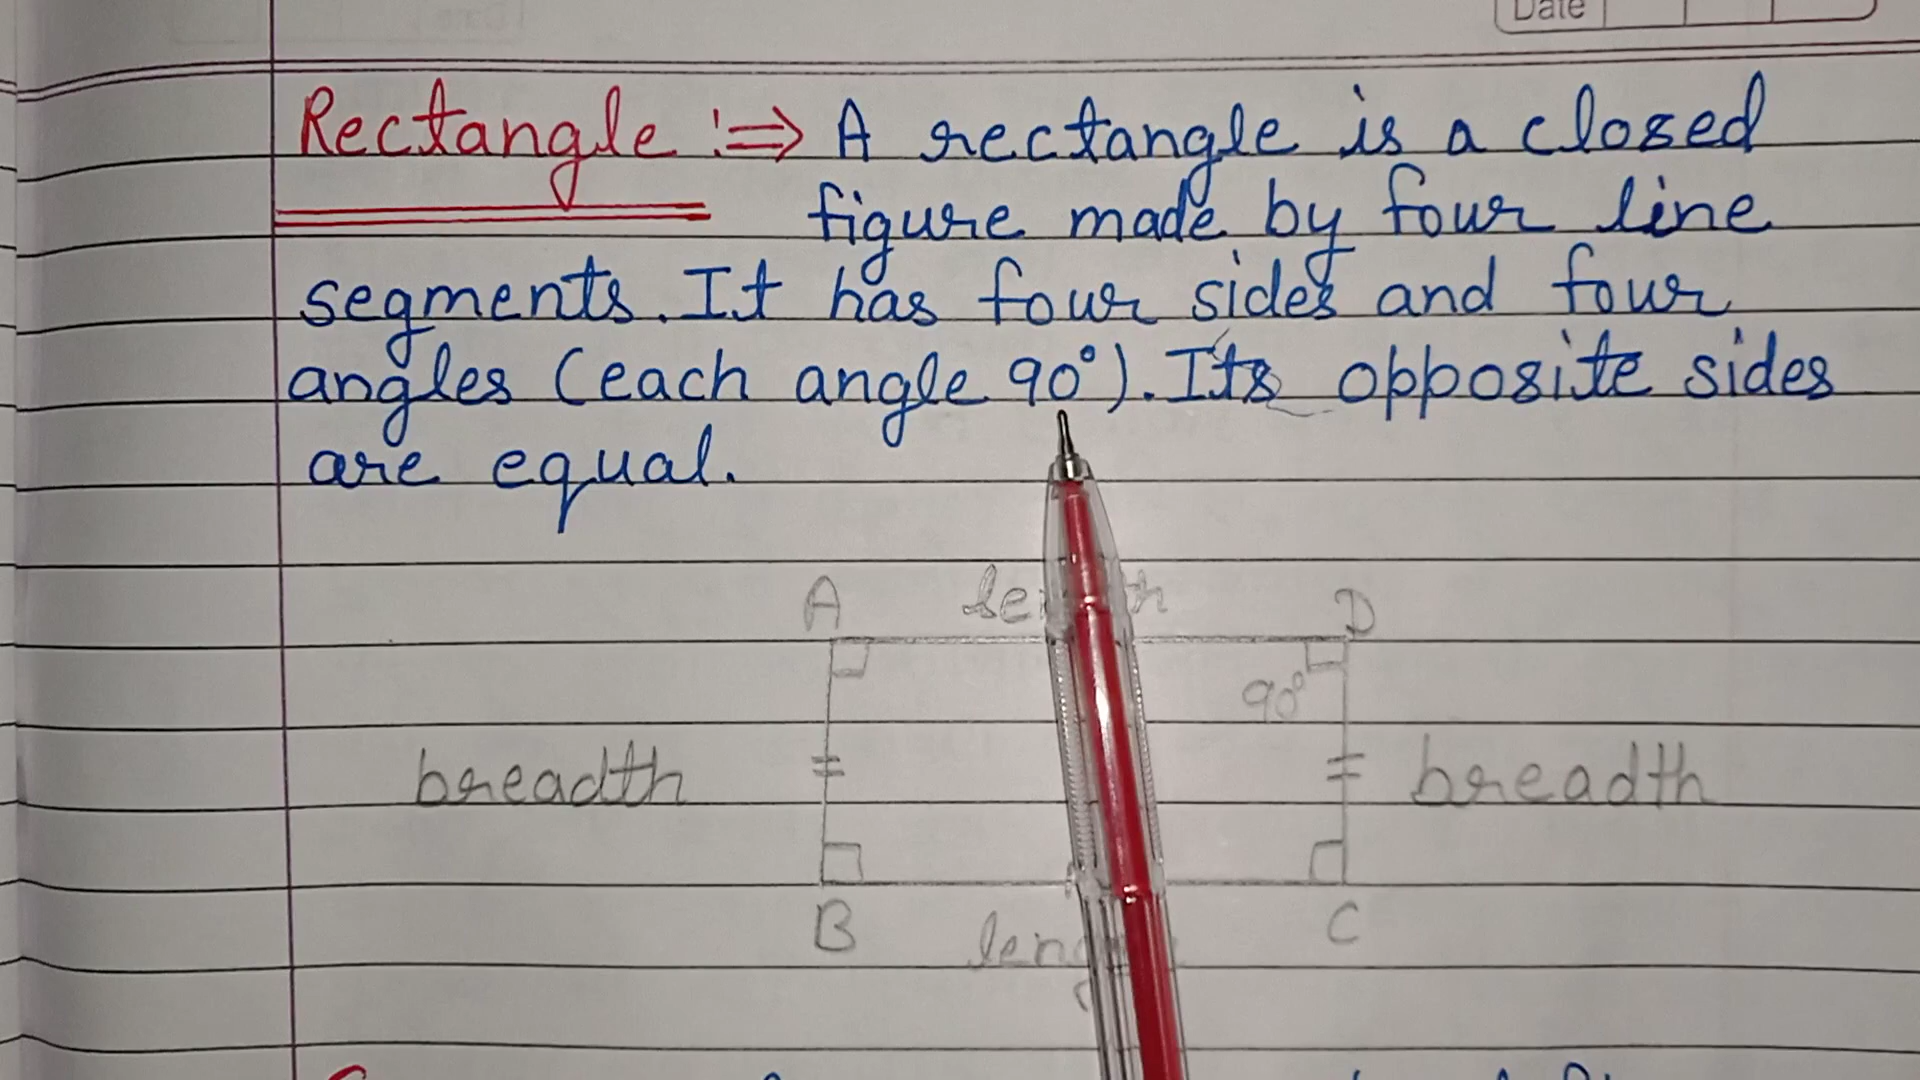 Date
Rectangle :⇒ A rectangle is a closed
figure made by four line
segments. It has four sides and four
angles (each angle 90°). Its opposite sides
are equal.
A D
90°
breadth breadth
B C